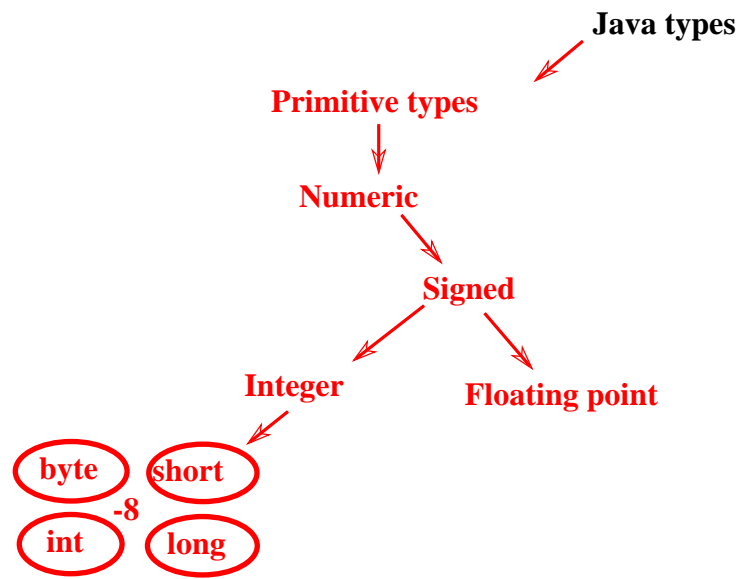 Java types
Primitive types
Numeric
Signed
Integer
Floating point
byte short
-8
int long